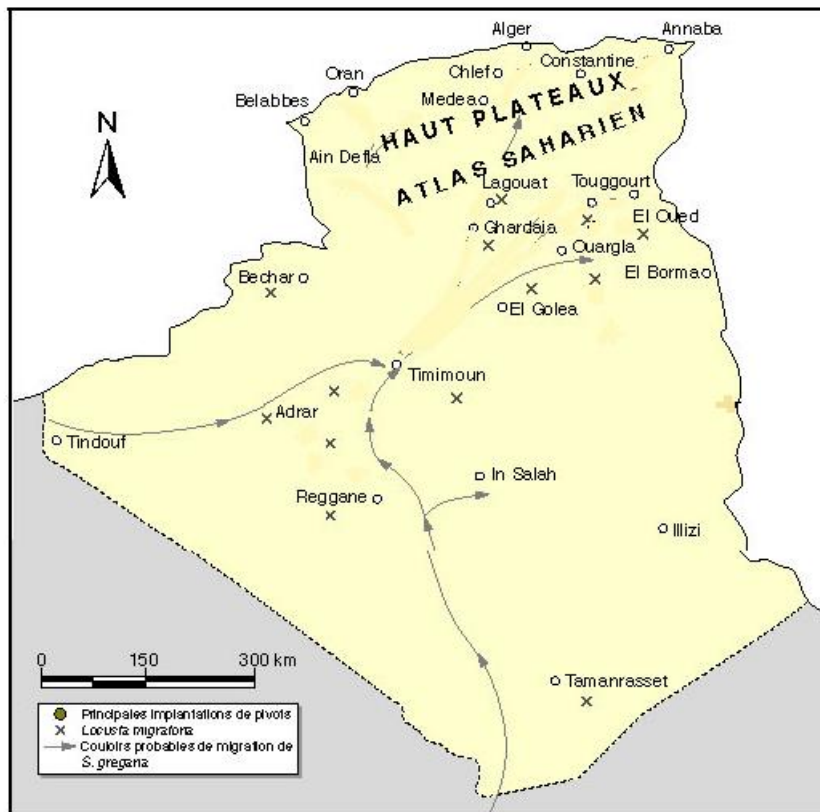 Alger
Annaba
Oran
Chlef
Constantine
Belabbes
Medea
HAUT PLATEAUX
N
Ain Defla
ATLAS SAHARIEN
Lagouat
Touggourt
El Oued
Ghardaia
Ouargla
Bechar
El Borma
El Golea
Timimoun
Adrar
Tindouf
In Salah
Reggane
Illizi
0 150 300 km
Tamanrasset
Principales implantations de pivots
Locusta migratoria
Couloirs probables de migration de
S. gregaria